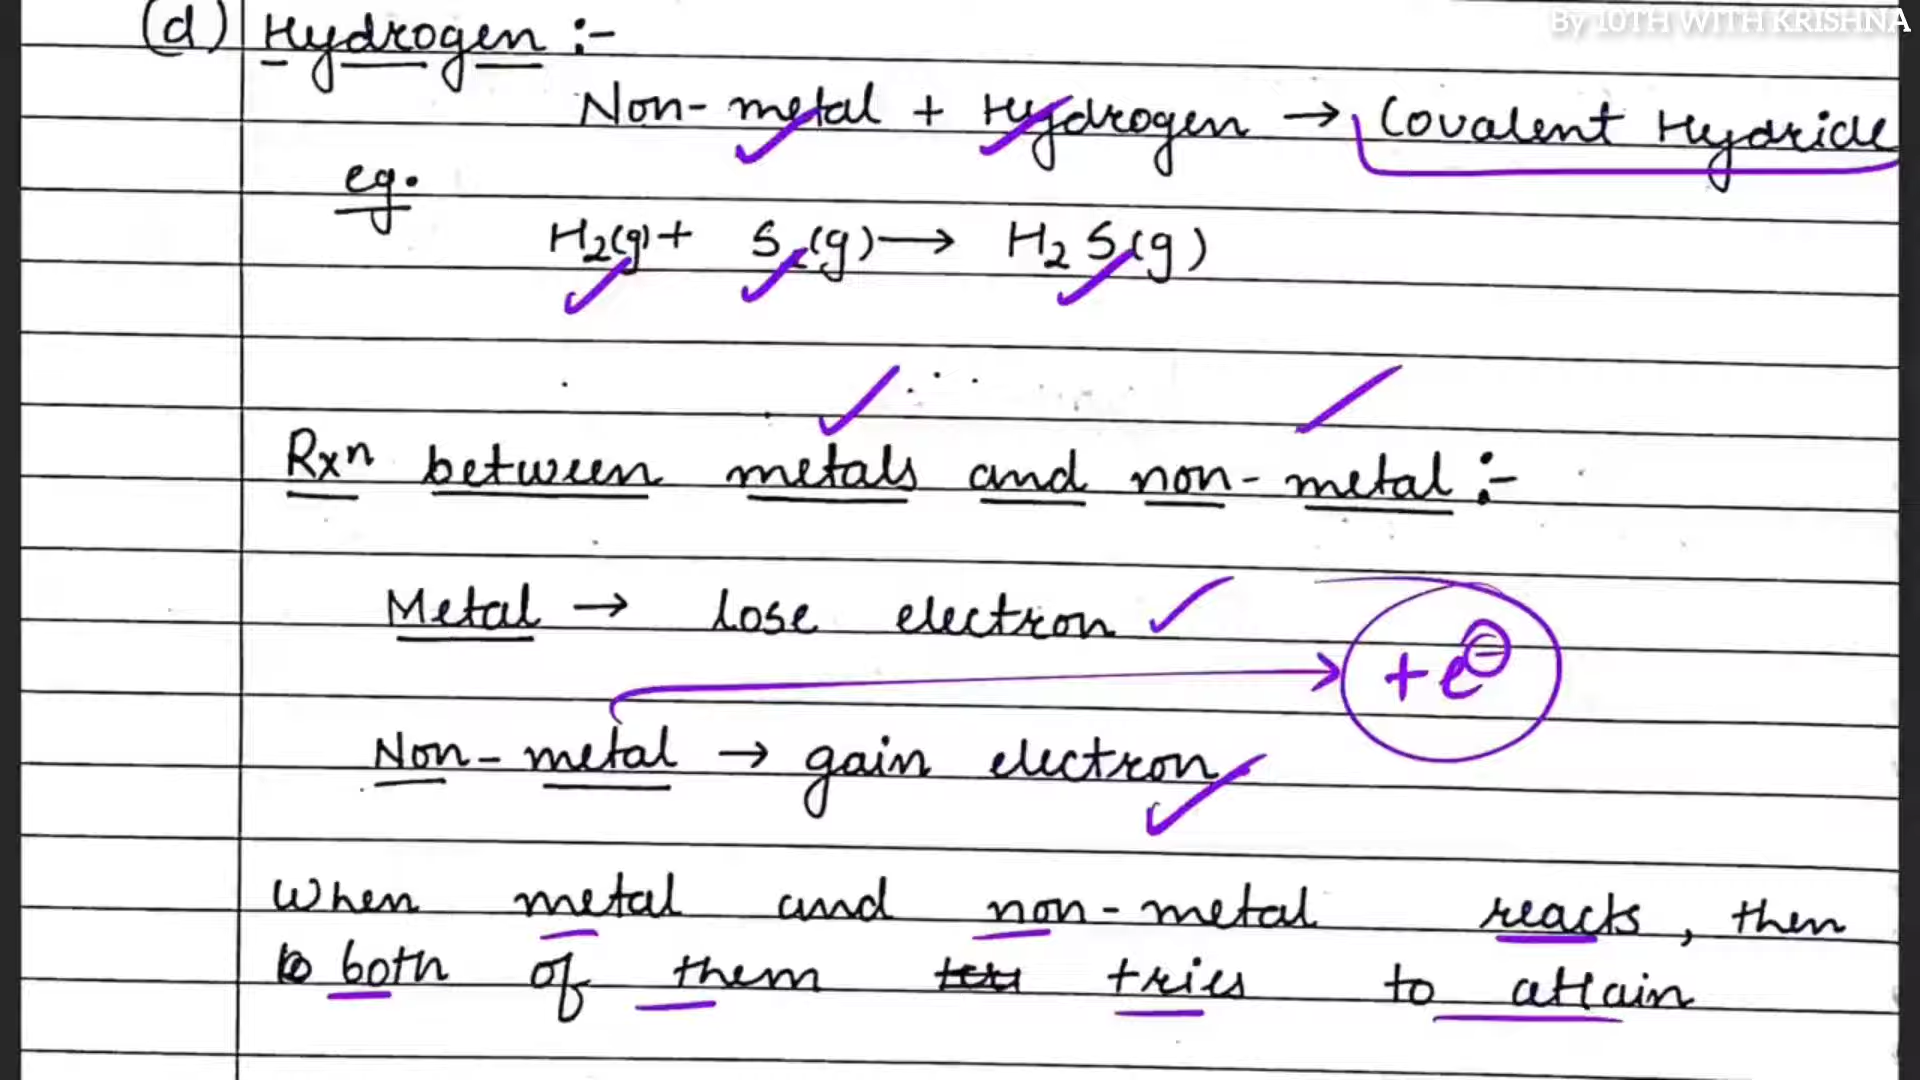 By 10TH WITH KRISHNA
(d) Hydrogen :-
Non-metal + Hydrogen → Covalent Hydride
eg.
H2(g) + S (g) → H2S(g)
Rxn between metals and non-metal :-
Metal → lose electron
+e⊖
Non-metal → gain electron
When metal and non-metal reacts, then
both of them tries to attain